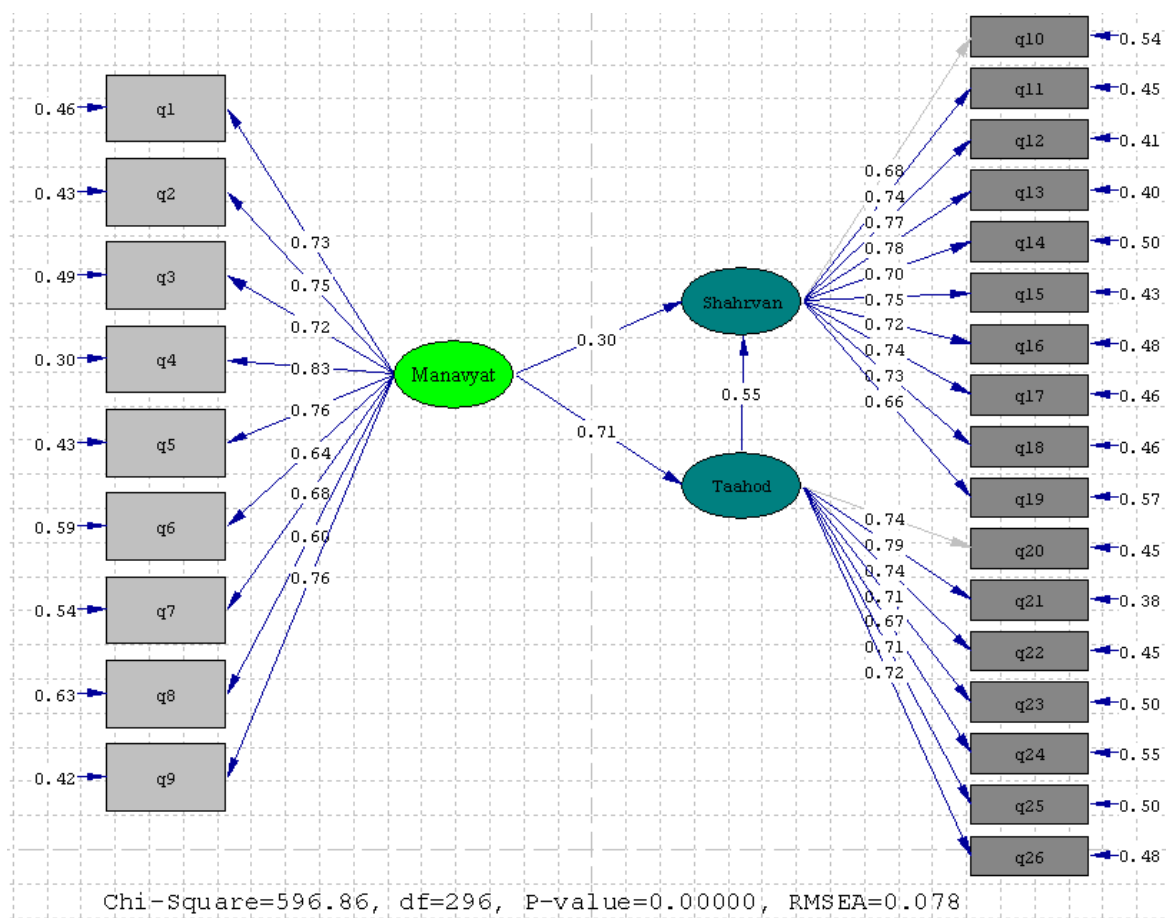 0.46 q1
0.43 q2
0.49 q3
0.30 q4
0.43 q5
0.59 q6
0.54 q7
0.63 q8
0.42 q9
0.73
0.75
0.72
0.83
0.76
0.64
0.68
0.60
0.76
Manavyat
0.30
0.71
Shahrvan
0.55
Taahod
0.68
0.74
0.77
0.78
0.70
0.75
0.72
0.74
0.73
0.66
0.74
0.79
0.74
0.71
0.67
0.71
0.72
q10 0.54
q11 0.45
q12 0.41
q13 0.40
q14 0.50
q15 0.43
q16 0.48
q17 0.46
q18 0.46
q19 0.57
q20 0.45
q21 0.38
q22 0.45
q23 0.50
q24 0.55
q25 0.50
q26 0.48
Chi-Square=596.86, df=296, P-value=0.00000, RMSEA=0.078